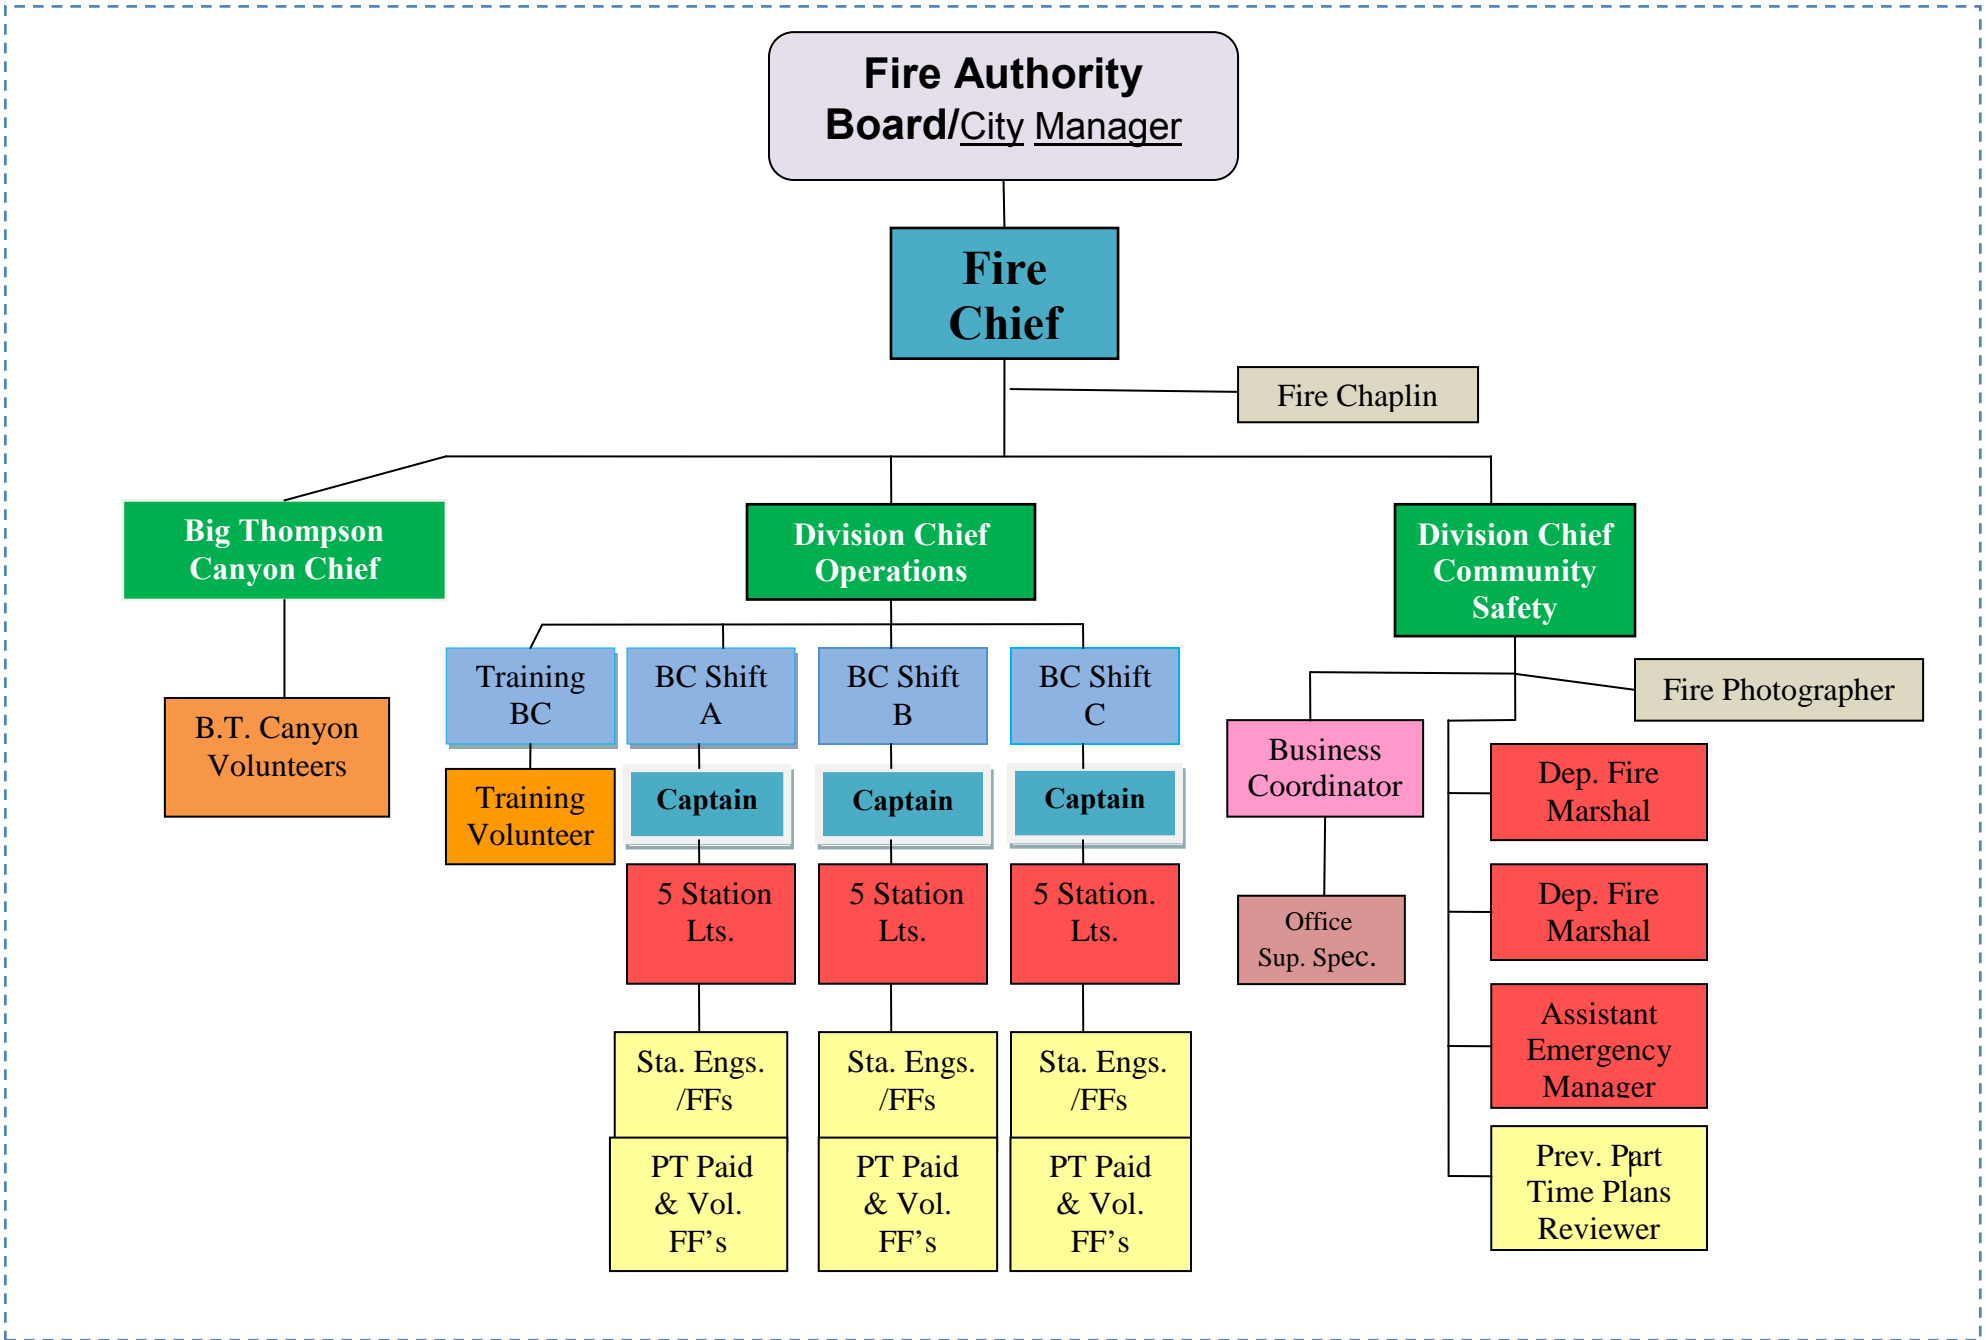 Fire Authority
Board/City Manager
Fire
Chief
Fire Chaplin
Big Thompson
Canyon Chief
Division Chief
Operations
Division Chief
Community
Safety
B.T. Canyon
Volunteers
Training
BC
BC Shift
A
BC Shift
B
BC Shift
C
Fire Photographer
Training
Volunteer
Captain
Captain
Captain
Business
Coordinator
Dep. Fire
Marshal
5 Station
Lts.
5 Station
Lts.
5 Station.
Lts.
Office
Sup. Spec.
Dep. Fire
Marshal
Assistant
Emergency
Manager
Sta. Engs.
/FFs
Sta. Engs.
/FFs
Sta. Engs.
/FFs
PT Paid
& Vol.
FF’s
PT Paid
& Vol.
FF’s
PT Paid
& Vol.
FF’s
Prev. Part
Time Plans
Reviewer